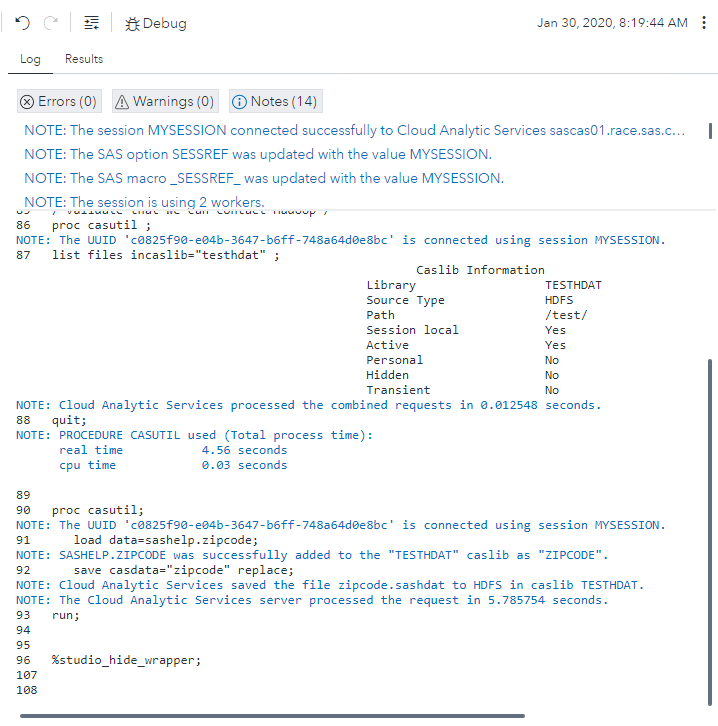 Debug
Jan 30, 2020, 8:19:44 AM
Log Results
Errors (0) Warnings (0) Notes (14)
NOTE: The session MYSESSION connected successfully to Cloud Analytic Services sascas01.race.sas.c...
NOTE: The SAS option SESSREF was updated with the value MYSESSION.
NOTE: The SAS macro _SESSREF_ was updated with the value MYSESSION.
NOTE: The session is using 2 workers.
86 proc casutil ;
NOTE: The UUID 'c0825f90-e04b-3647-b6ff-748a64d0e8bc' is connected using session MYSESSION.
87 list files incaslib="testhdat" ;
Caslib Information
Library TESTHDAT
Source Type HDFS
Path /test/
Session local Yes
Active Yes
Personal No
Hidden No
Transient No
NOTE: Cloud Analytic Services processed the combined requests in 0.012548 seconds.
88 quit;
NOTE: PROCEDURE CASUTIL used (Total process time):
real time 4.56 seconds
cpu time 0.03 seconds
89
90 proc casutil;
NOTE: The UUID 'c0825f90-e04b-3647-b6ff-748a64d0e8bc' is connected using session MYSESSION.
91 load data=sashelp.zipcode;
NOTE: SASHELP.ZIPCODE was successfully added to the "TESTHDAT" caslib as "ZIPCODE".
92 save casdata="zipcode" replace;
NOTE: Cloud Analytic Services saved the file zipcode.sashdat to HDFS in caslib TESTHDAT.
NOTE: The Cloud Analytic Services server processed the request in 5.785754 seconds.
93 run;
94
95
96 %studio_hide_wrapper;
107
108